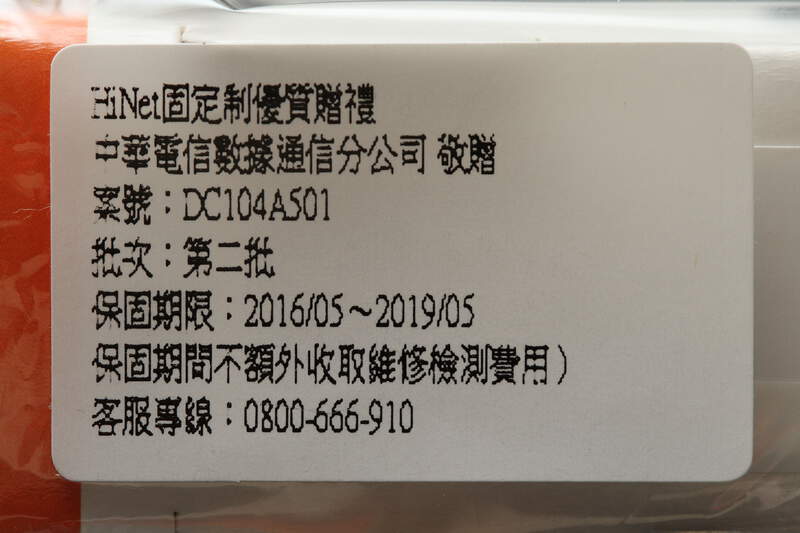 HiNet固定制優質贈禮
中華電信數據通信分公司 敬贈
案號：DC104A501
批次：第二批
保固期限：2016/05～2019/05
保固期間不額外收取維修檢測費用）
客服專線：0800-666-910